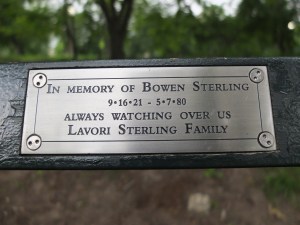 In memory of Bowen Sterling
9·16·21 - 5·7·80
always watching over us
Lavori Sterling Family